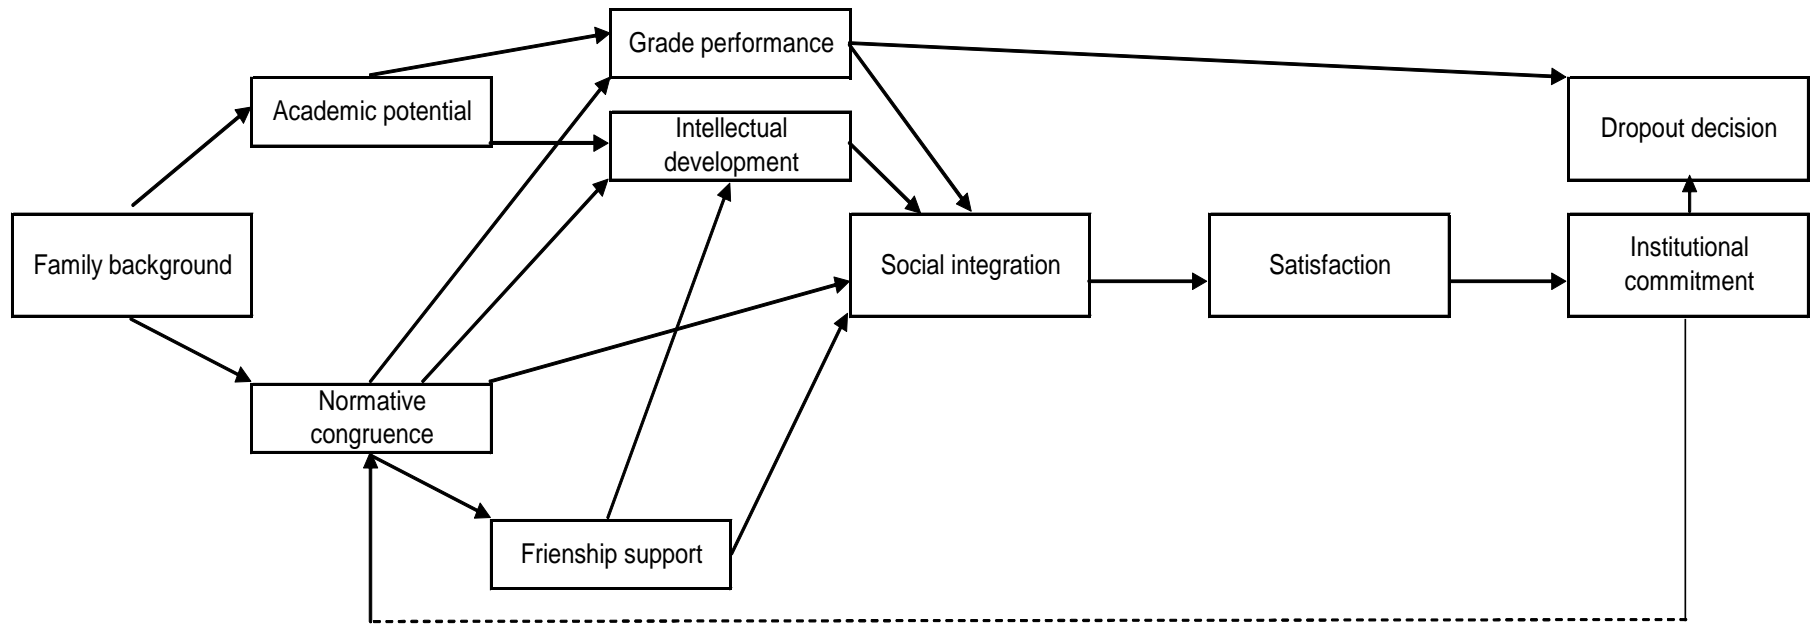 Grade performance
Academic potential
Intellectual
development
Dropout decision
Family background
Social integration
Satisfaction
Institutional
commitment
Normative
congruence
Frienship support